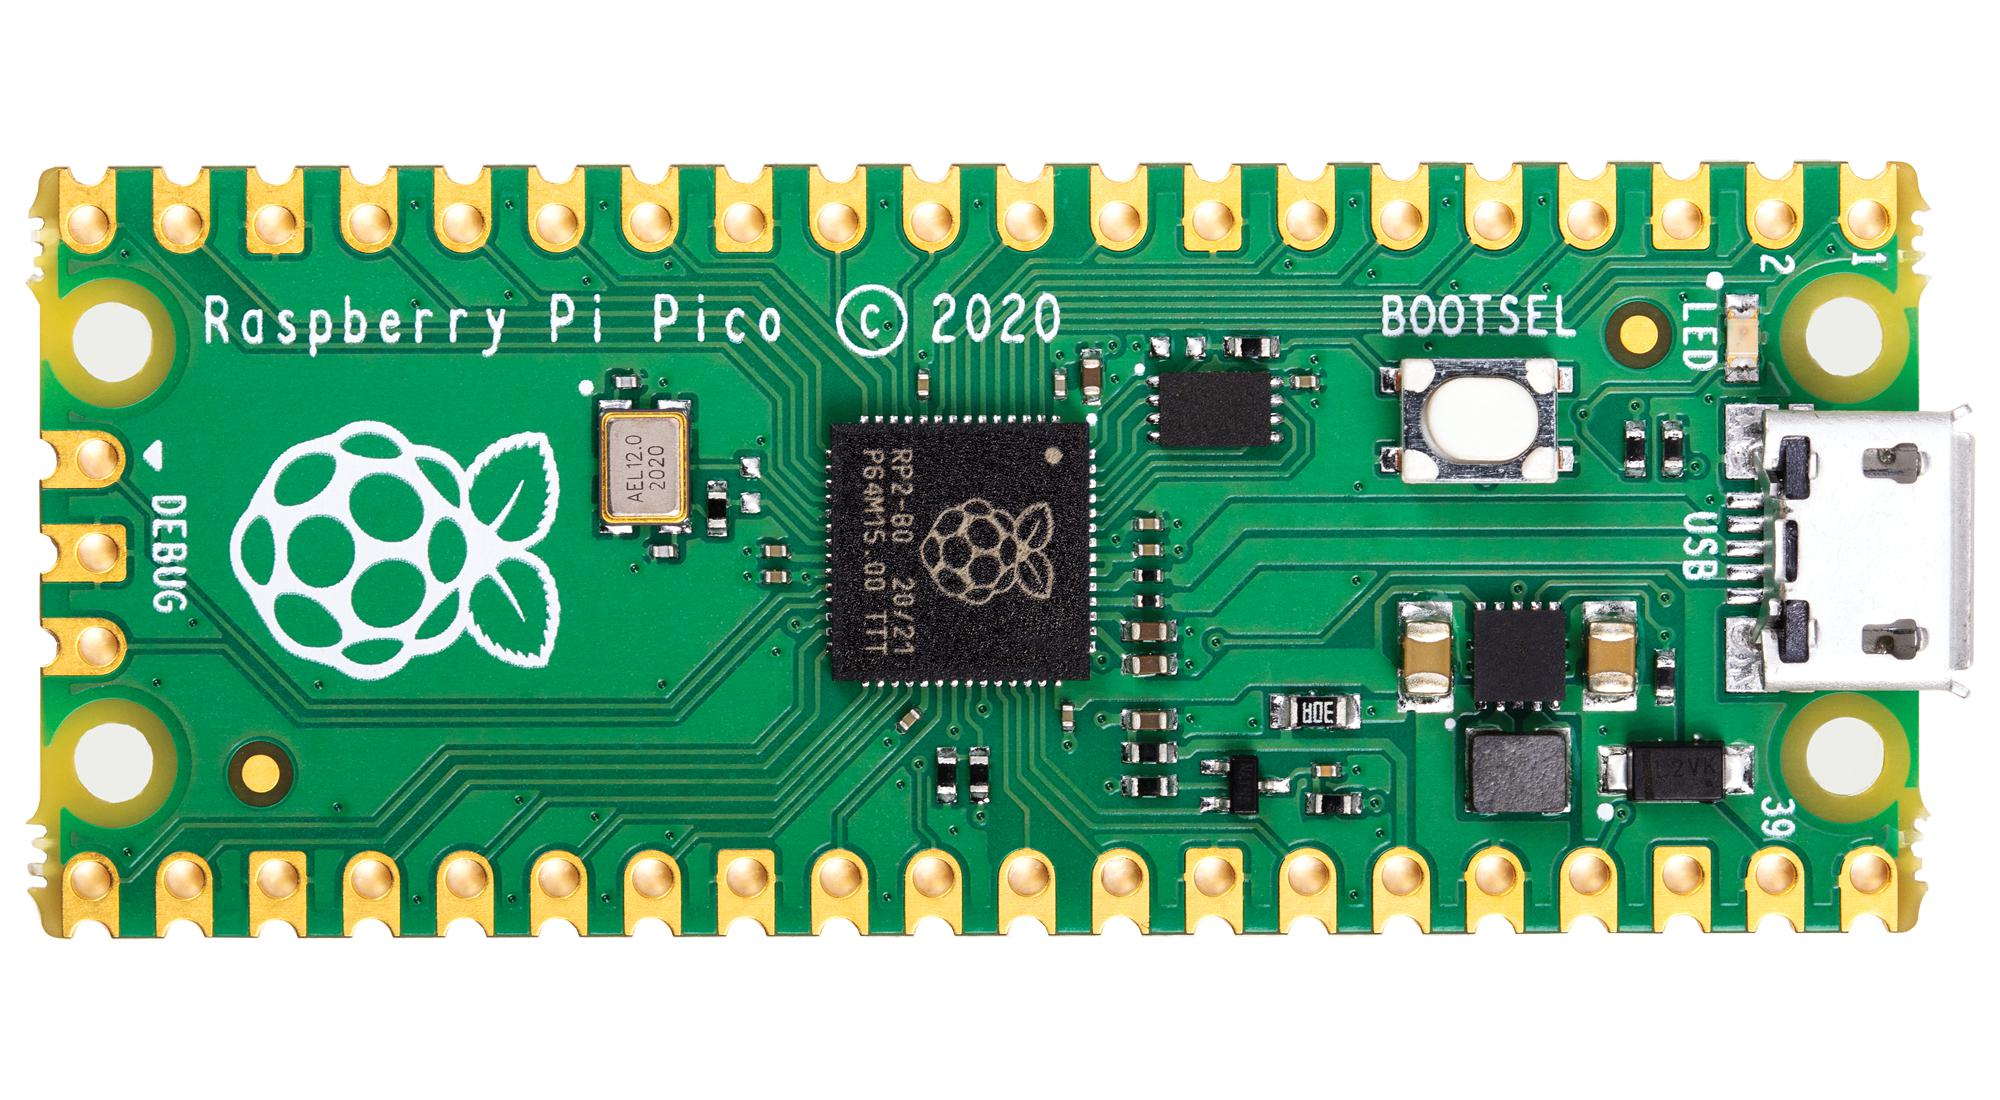 Raspberry Pi Pico © 2020
BOOTSEL
LED
2
1
AEL12.0
2020
DEBUG
RP2-B0 20/21
P64M15.00 TTT
USB
30R
39